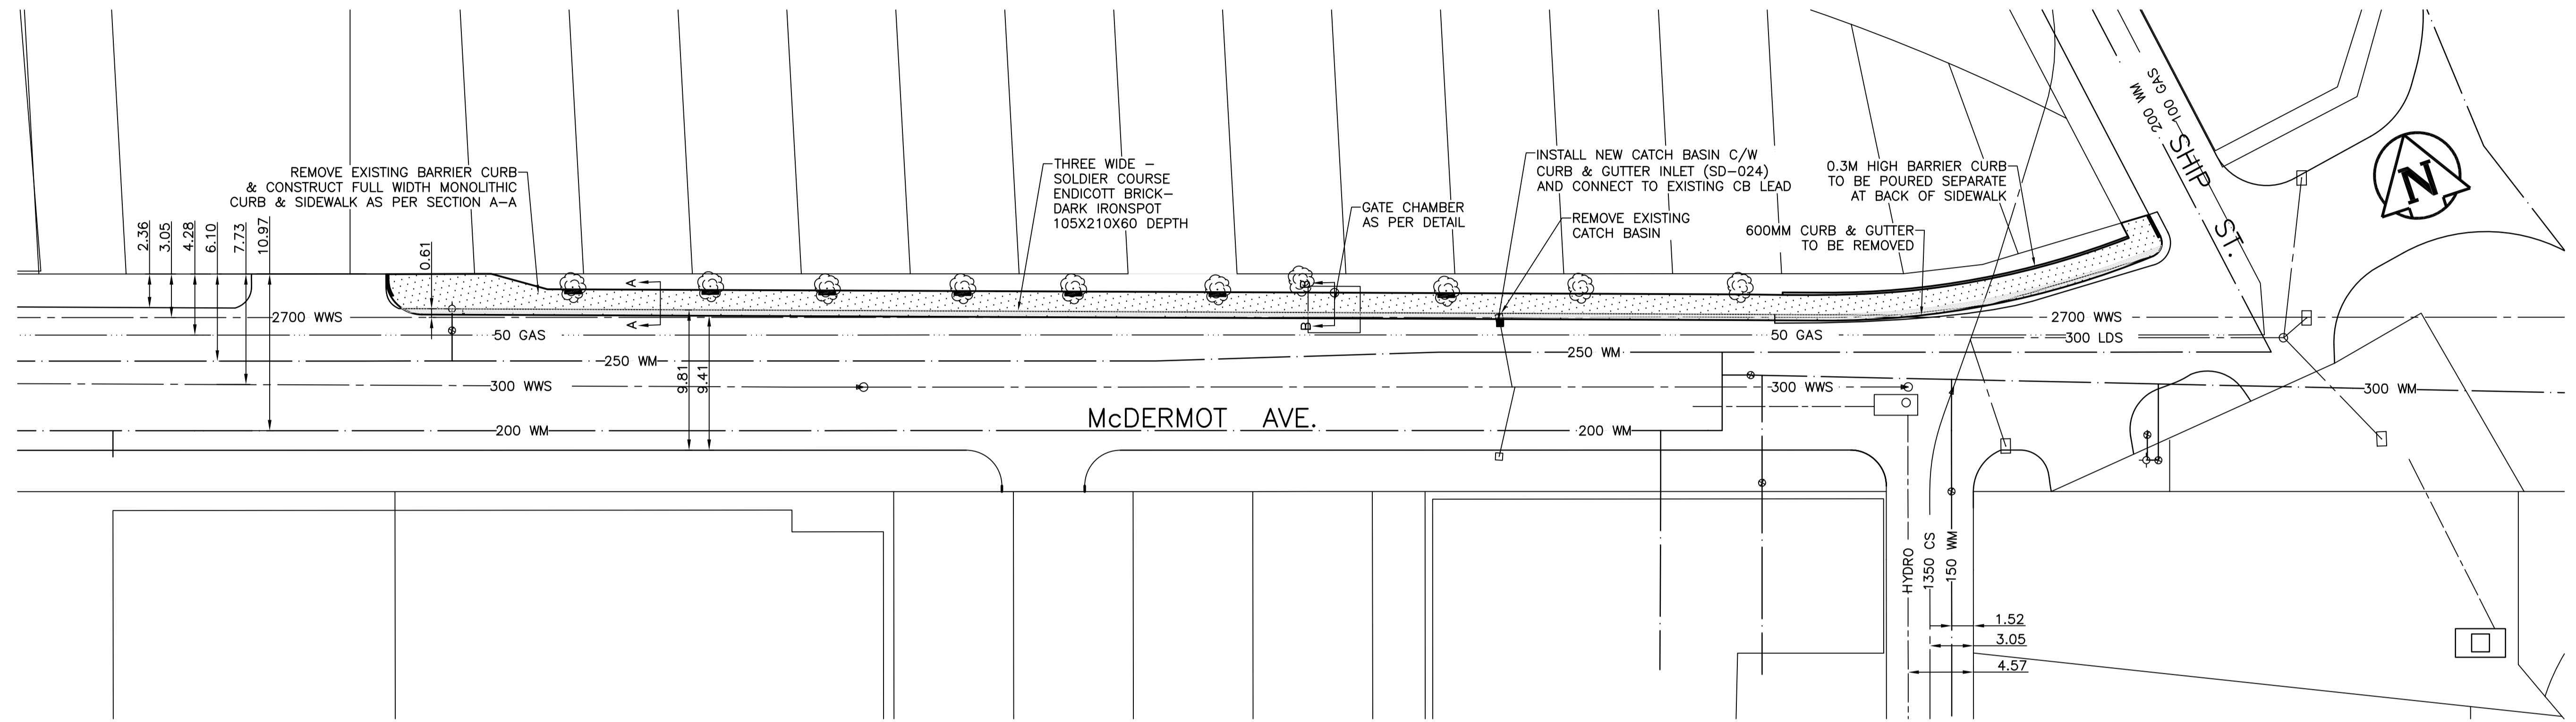 REMOVE EXISTING BARRIER CURB
& CONSTRUCT FULL WIDTH MONOLITHIC
CURB & SIDEWALK AS PER SECTION A-A
THREE WIDE -
SOLDIER COURSE
ENDICOTT BRICK-
DARK IRONSPOT
105X210X60 DEPTH
GATE CHAMBER
AS PER DETAIL
INSTALL NEW CATCH BASIN C/W
CURB & GUTTER INLET (SD-024)
AND CONNECT TO EXISTING CB LEAD
REMOVE EXISTING
CATCH BASIN
0.3M HIGH BARRIER CURB
TO BE POURED SEPARATE
AT BACK OF SIDEWALK
600MM CURB & GUTTER
TO BE REMOVED
100 GAS
200 WM
SHIP ST.
N
2.36
3.05
4.28
6.10
7.73
10.97
0.61
A
A
B
B
2700 WWS
2700 WWS
50 GAS
50 GAS
300 LDS
250 WM
250 WM
300 WWS
300 WWS
300 WM
9.81
9.41
McDERMOT AVE.
200 WM
200 WM
HYDRO
1350 CS
150 WM
1.52
3.05
4.57